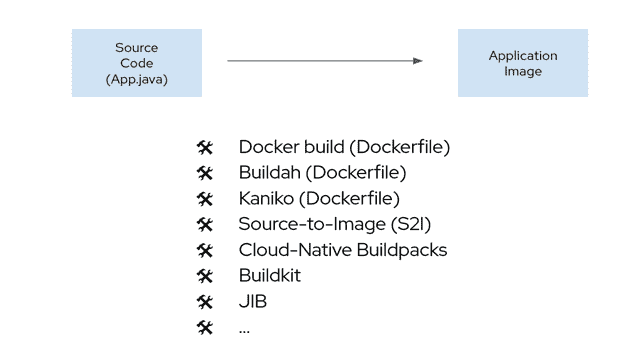 Source
Code
(App.java)
Application
Image
Docker build (Dockerfile)
Buildah (Dockerfile)
Kaniko (Dockerfile)
Source-to-Image (S2I)
Cloud-Native Buildpacks
Buildkit
JIB
...